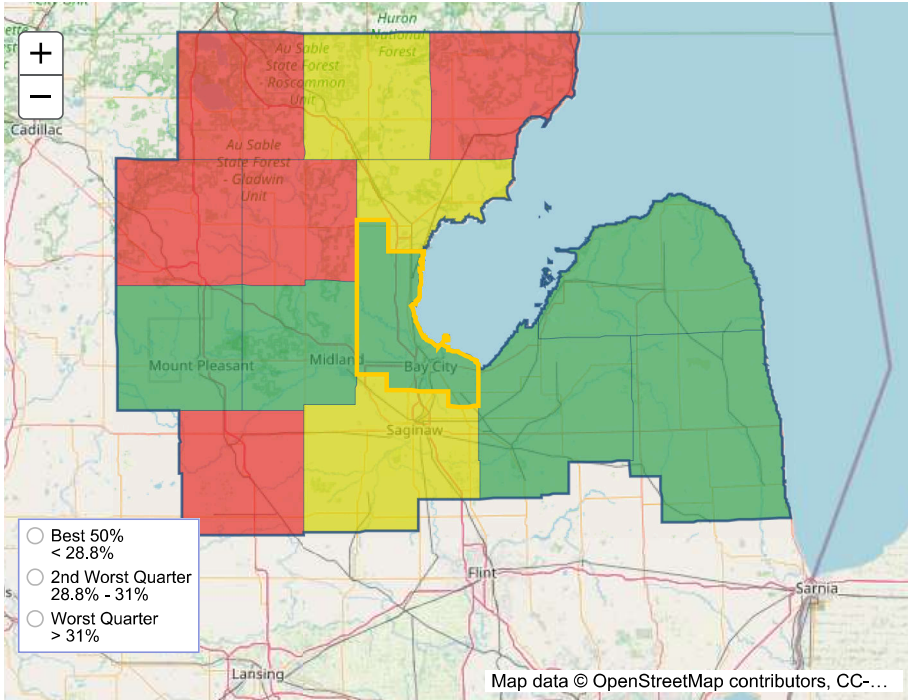 Huron
National
Forest
Au Sable
State Forest
- Roscommon
Unit
+
−
Cadillac
Au Sable
State Forest
- Gladwin
Unit
Mount Pleasant
Midland
Bay City
Saginaw
Best 50%
< 28.8%
2nd Worst Quarter
28.8% - 31%
Worst Quarter
> 31%
Flint
Sarnia
Lansing
Map data © OpenStreetMap contributors, CC-...